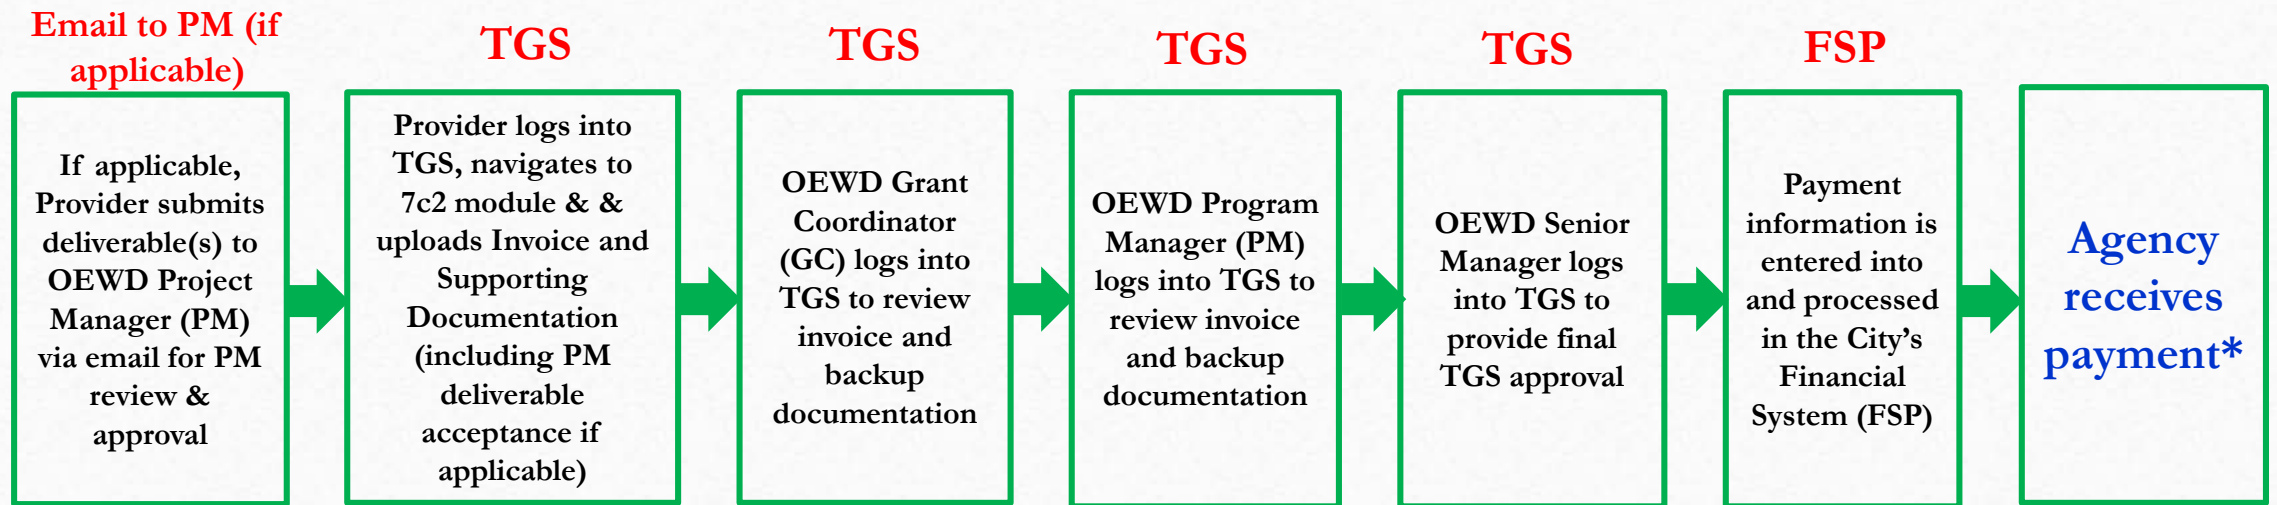 Email to PM (if
applicable)
If applicable,
Provider submits
deliverable(s) to
OEWD Project
Manager (PM)
via email for PM
review &
approval
TGS
Provider logs into
TGS, navigates to
7c2 module & &
uploads Invoice and
Supporting
Documentation
(including PM
deliverable
acceptance if
applicable)
TGS
OEWD Grant
Coordinator
(GC) logs into
TGS to review
invoice and
backup
documentation
TGS
OEWD Program
Manager (PM)
logs into TGS to
review invoice
and backup
documentation
TGS
OEWD Senior
Manager logs
into TGS to
provide final
TGS approval
FSP
Payment
information is
entered into
and processed
in the City’s
Financial
System (FSP)
Agency
receives
payment*